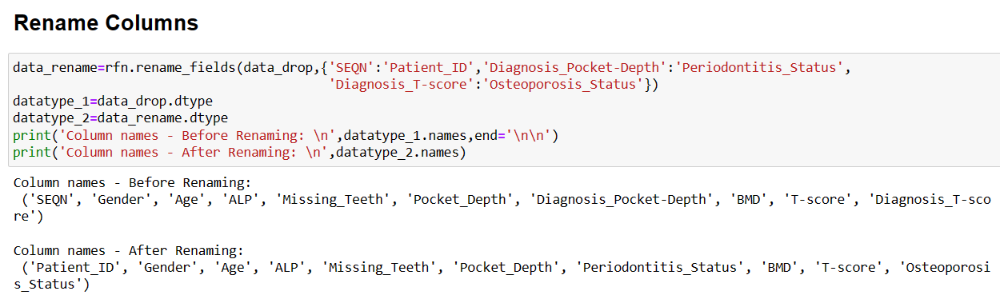 Rename Columns
data_rename=rfn.rename_fields(data_drop,{'SEQN':'Patient_ID','Diagnosis_Pocket-Depth':'Periodontitis_Status',
'Diagnosis_T-score':'Osteoporosis_Status'})
datatype_1=data_drop.dtype
datatype_2=data_rename.dtype
print('Column names - Before Renaming: \n',datatype_1.names,end='\n\n')
print('Column names - After Renaming: \n',datatype_2.names)
Column names - Before Renaming:
('SEQN', 'Gender', 'Age', 'ALP', 'Missing_Teeth', 'Pocket_Depth', 'Diagnosis_Pocket-Depth', 'BMD', 'T-score', 'Diagnosis_T-sco
re')
Column names - After Renaming:
('Patient_ID', 'Gender', 'Age', 'ALP', 'Missing_Teeth', 'Pocket_Depth', 'Periodontitis_Status', 'BMD', 'T-score', 'Osteoporosi
s_Status')